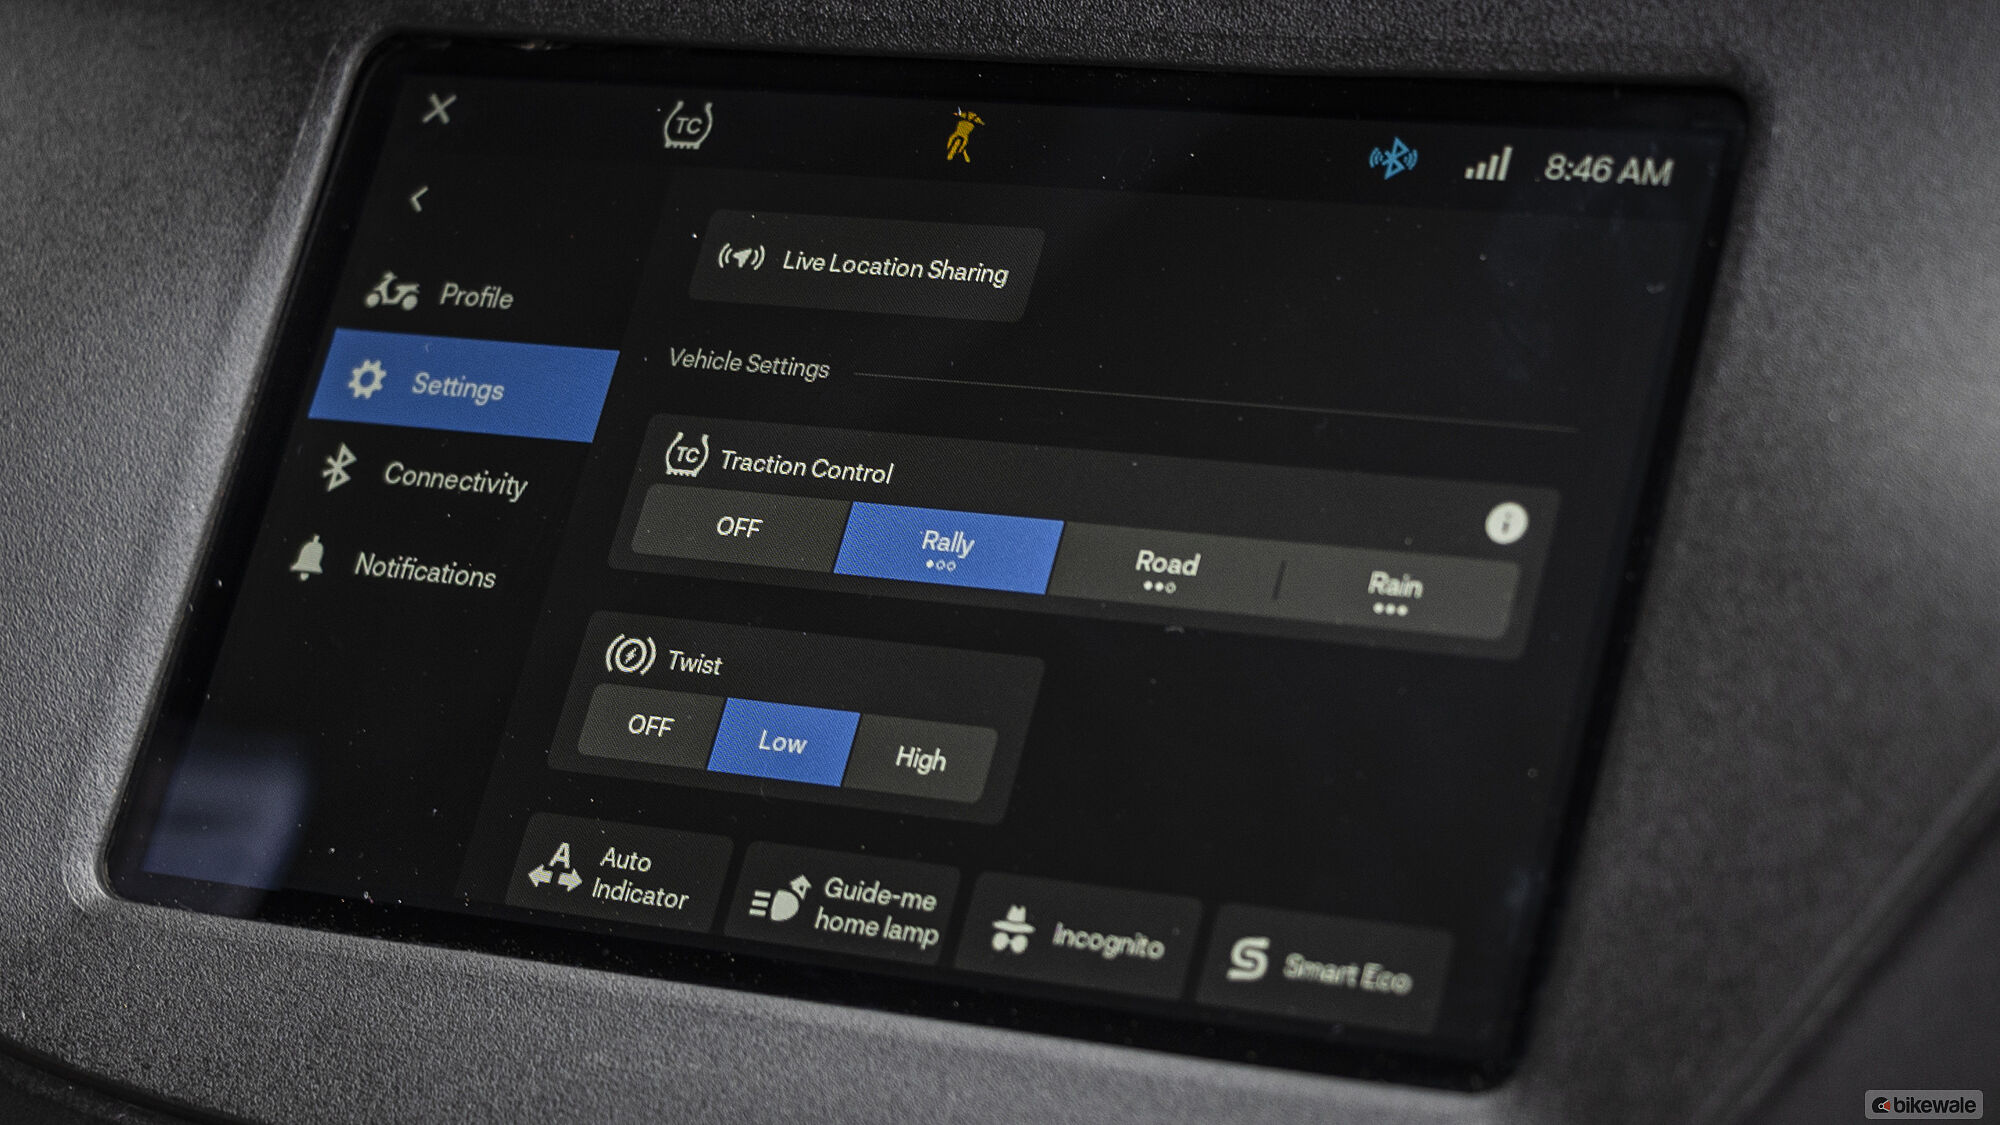 TC
8:46 AM
Live Location Sharing
Profile
Vehicle Settings
Settings
TC Traction Control
OFF
Rally
Road
Rain
Connectivity
Notifications
Twist
OFF
Low
High
A
Auto
Indicator
Guide-me
home lamp
Incognito
Smart Eco
bikewale